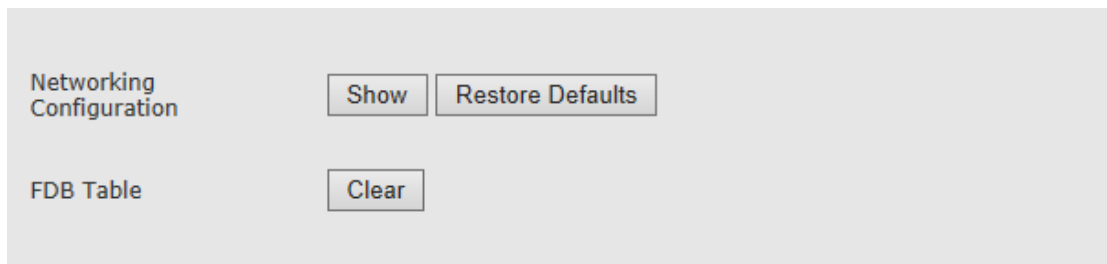 Networking
Configuration
Show Restore Defaults
FDB Table Clear